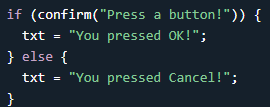 if (confirm("Press a button!")) {
  txt = "You pressed OK!";
} else {
  txt = "You pressed Cancel!";
}